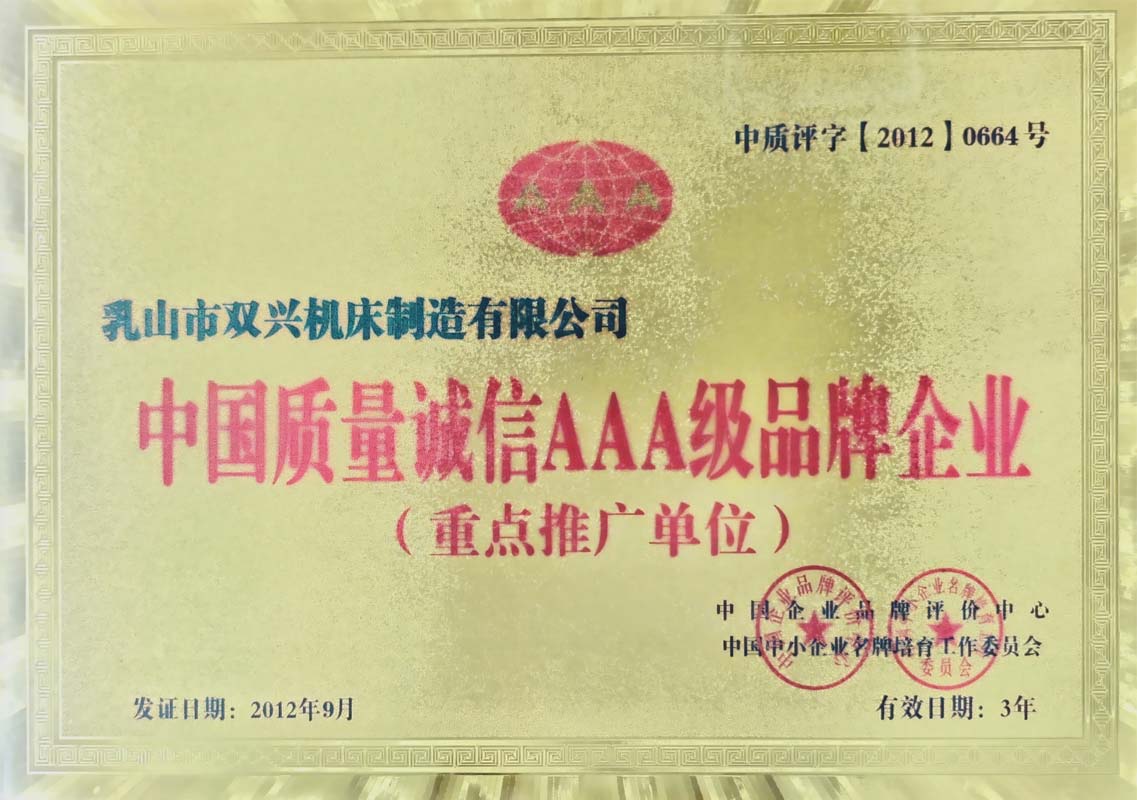 中质评字【2012】0664号
AAA
乳山市双兴机床制造有限公司
中国质量诚信AAA级品牌企业
（重点推广单位）
中国企业品牌评价中心
中国中小企业名牌培育工作委员会
发证日期：2012年9月
有效日期：3年